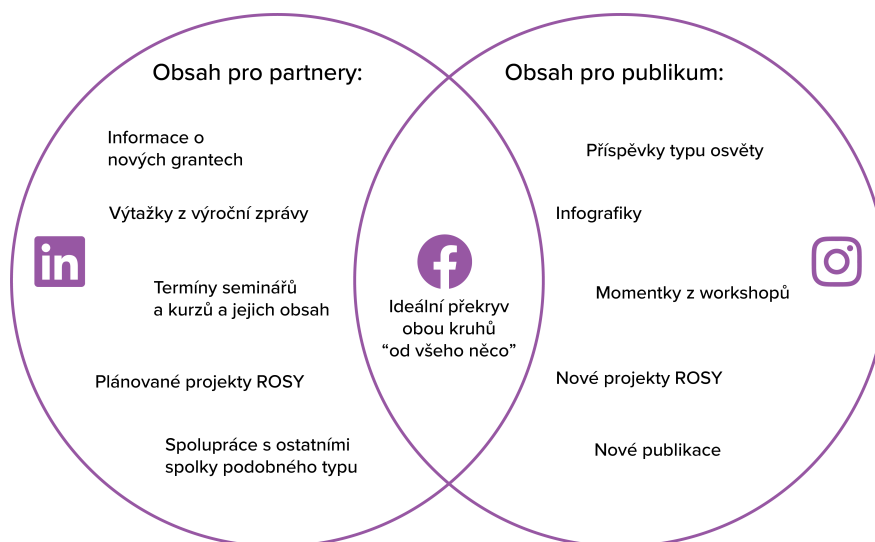 Obsah pro partnery:
Informace o
nových grantech
Výtažky z výroční zprávy
Termíny seminářů
a kurzů a jejich obsah
Plánované projekty ROSY
Spolupráce s ostatními
spolky podobného typu
in
Ideální překryv
obou kruhů
“od všeho něco”
Obsah pro publikum:
Příspěvky typu osvěty
Infografiky
Momentky z workshopů
Nové projekty ROSY
Nové publikace